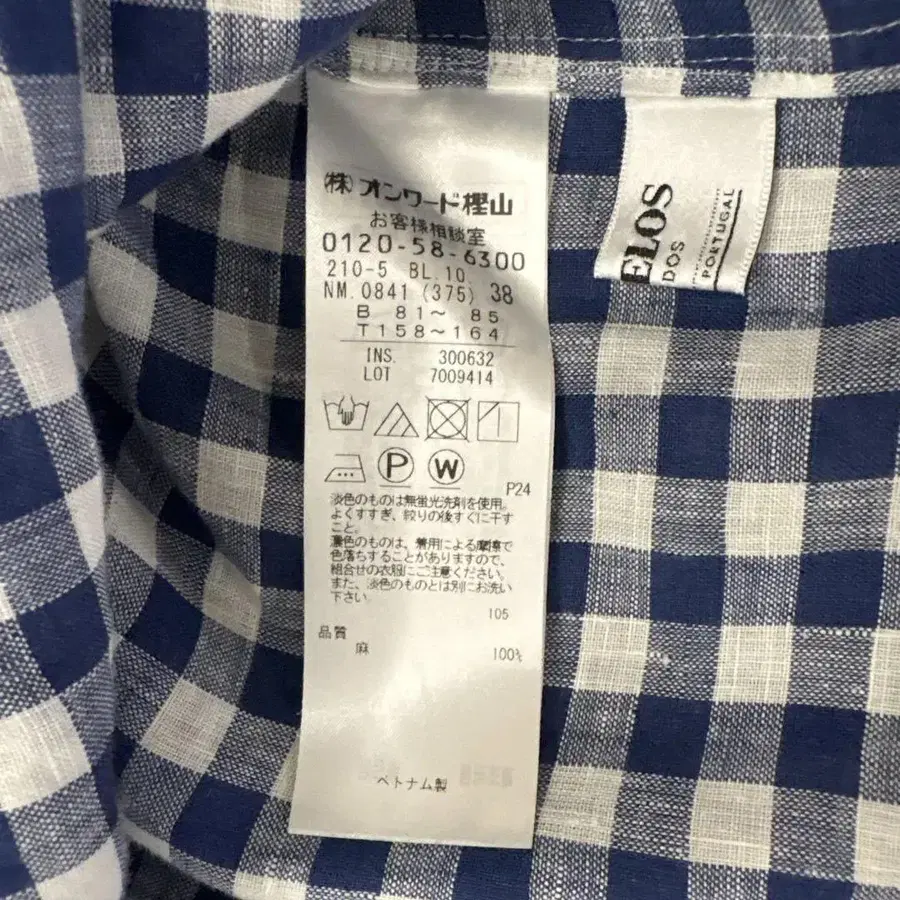 (株)オンワード樫山
お客様相談室
0120-58-6300
210-5 BL.10
NM.0841 (375) 38
B 81～ 85
T158～164
INS. 300632
LOT 7009414
P W
P24
淡色のものは無蛍光洗剤を使用。
よくすすぎ、絞りの後すぐに干す
こと。
濃色のものは、着用による摩擦で
色落ちすることがありますので、
組合せの衣服にご注意ください。
また、淡色のものとは別にお洗い
下さい。
105
品質
麻 100%
ベトナム製
ELOS
DOS
PORTUGAL